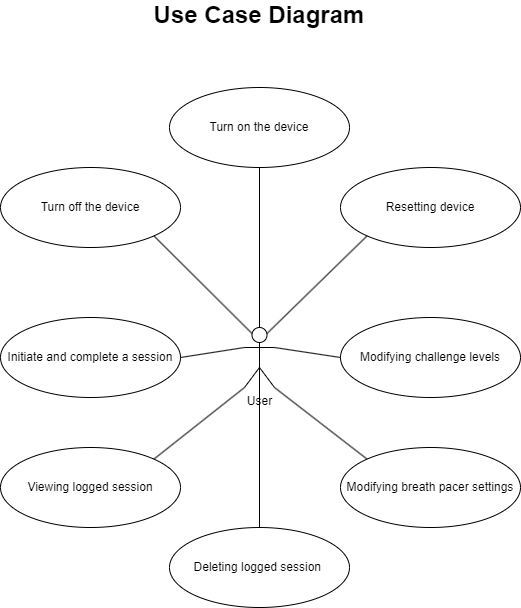 Use Case Diagram
Turn on the device
Turn off the device
Resetting device
Initiate and complete a session
Modifying challenge levels
User
Viewing logged session
Modifying breath pacer settings
Deleting logged session